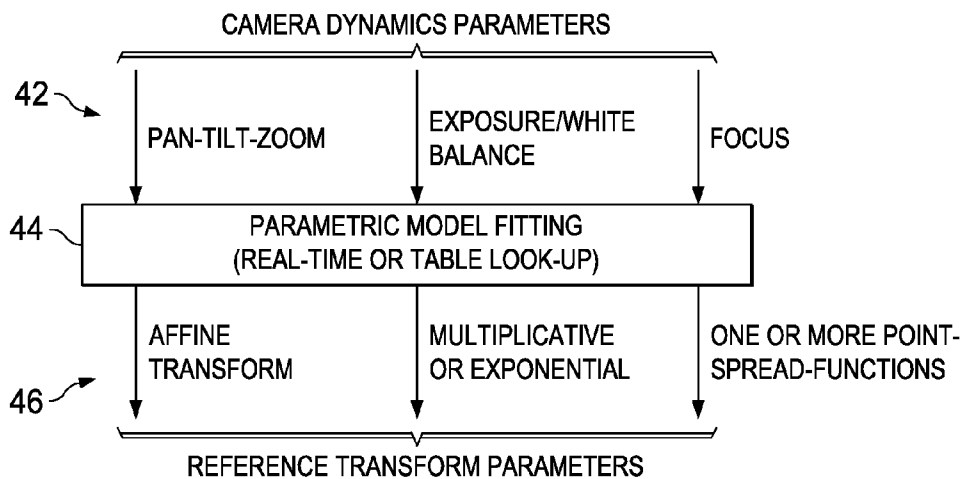 CAMERA DYNAMICS PARAMETERS
42
PAN-TILT-ZOOM
EXPOSURE/WHITE
BALANCE
FOCUS
44
PARAMETRIC MODEL FITTING
(REAL-TIME OR TABLE LOOK-UP)
AFFINE
TRANSFORM
MULTIPLICATIVE
OR EXPONENTIAL
ONE OR MORE POINT-
SPREAD-FUNCTIONS
46
REFERENCE TRANSFORM PARAMETERS